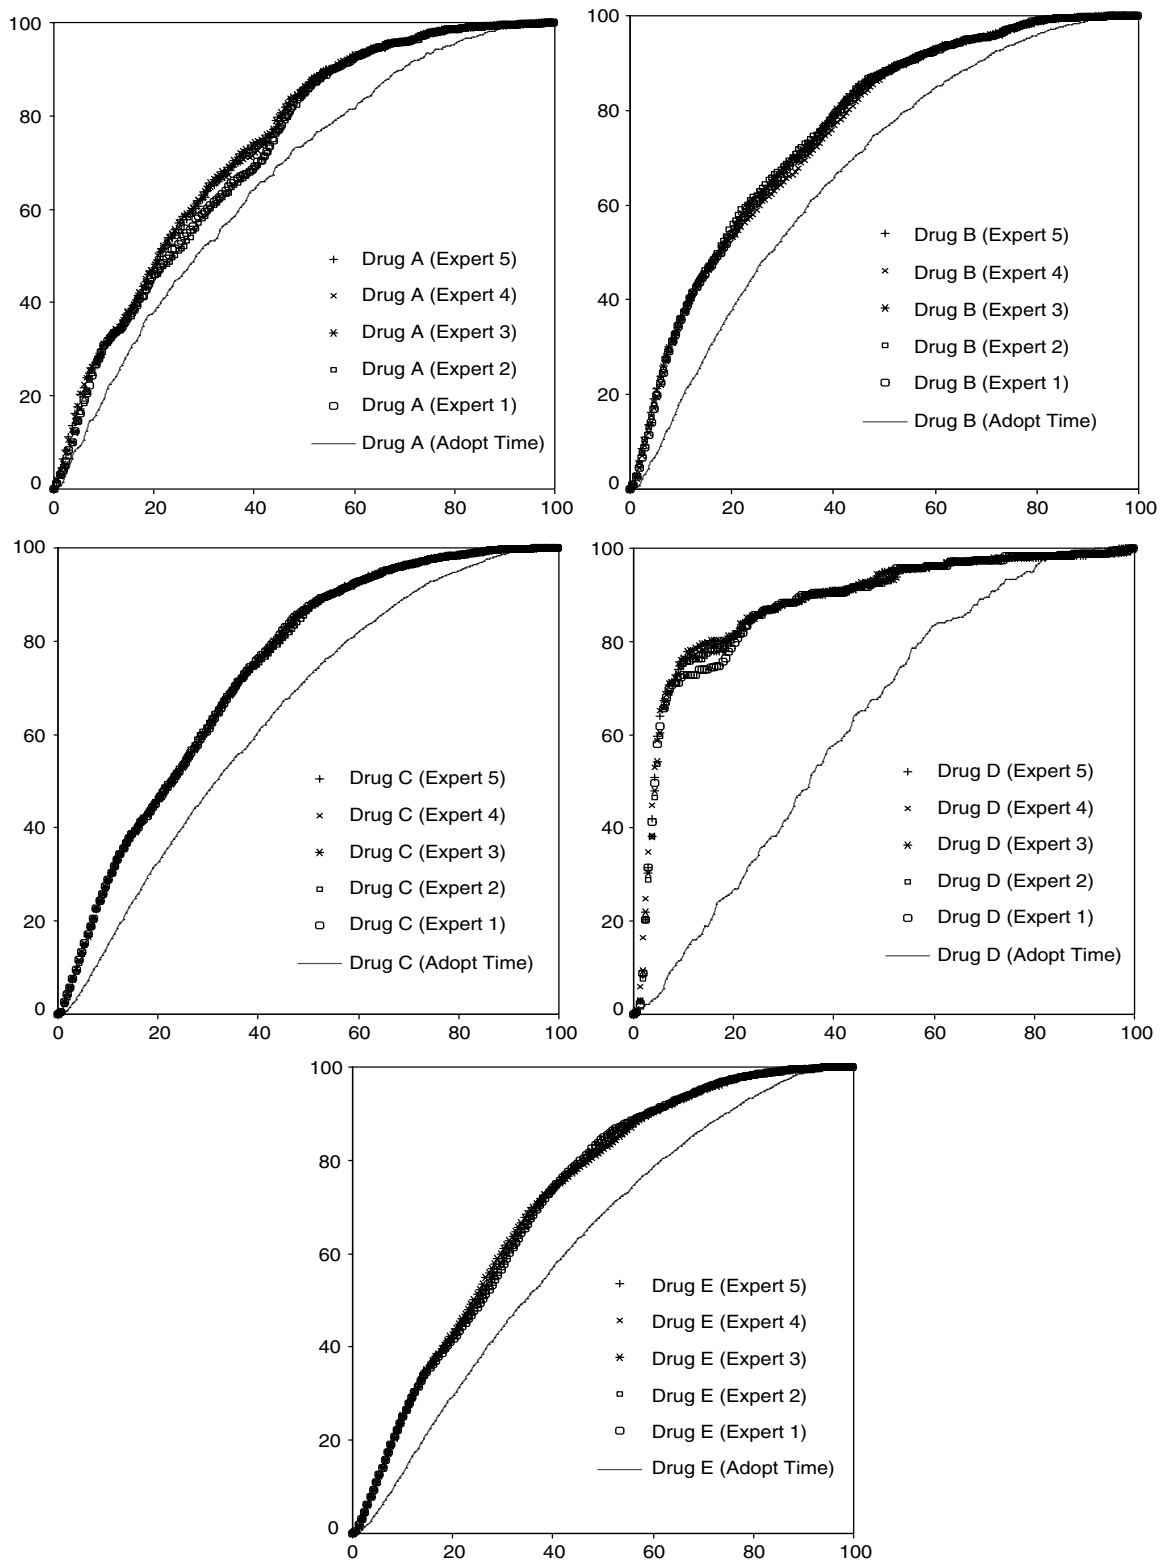 100
80
60
40
20
0
Drug A (Expert 5)
Drug A (Expert 4)
Drug A (Expert 3)
Drug A (Expert 2)
Drug A (Expert 1)
Drug A (Adopt Time)
0 20 40 60 80 100
100
80
60
40
20
0
Drug B (Expert 5)
Drug B (Expert 4)
Drug B (Expert 3)
Drug B (Expert 2)
Drug B (Expert 1)
Drug B (Adopt Time)
0 20 40 60 80 100
100
80
60
40
20
0
Drug C (Expert 5)
Drug C (Expert 4)
Drug C (Expert 3)
Drug C (Expert 2)
Drug C (Expert 1)
Drug C (Adopt Time)
0 20 40 60 80 100
100
80
60
40
20
0
Drug D (Expert 5)
Drug D (Expert 4)
Drug D (Expert 3)
Drug D (Expert 2)
Drug D (Expert 1)
Drug D (Adopt Time)
0 20 40 60 80 100
100
80
60
40
20
0
Drug E (Expert 5)
Drug E (Expert 4)
Drug E (Expert 3)
Drug E (Expert 2)
Drug E (Expert 1)
Drug E (Adopt Time)
0 20 40 60 80 100